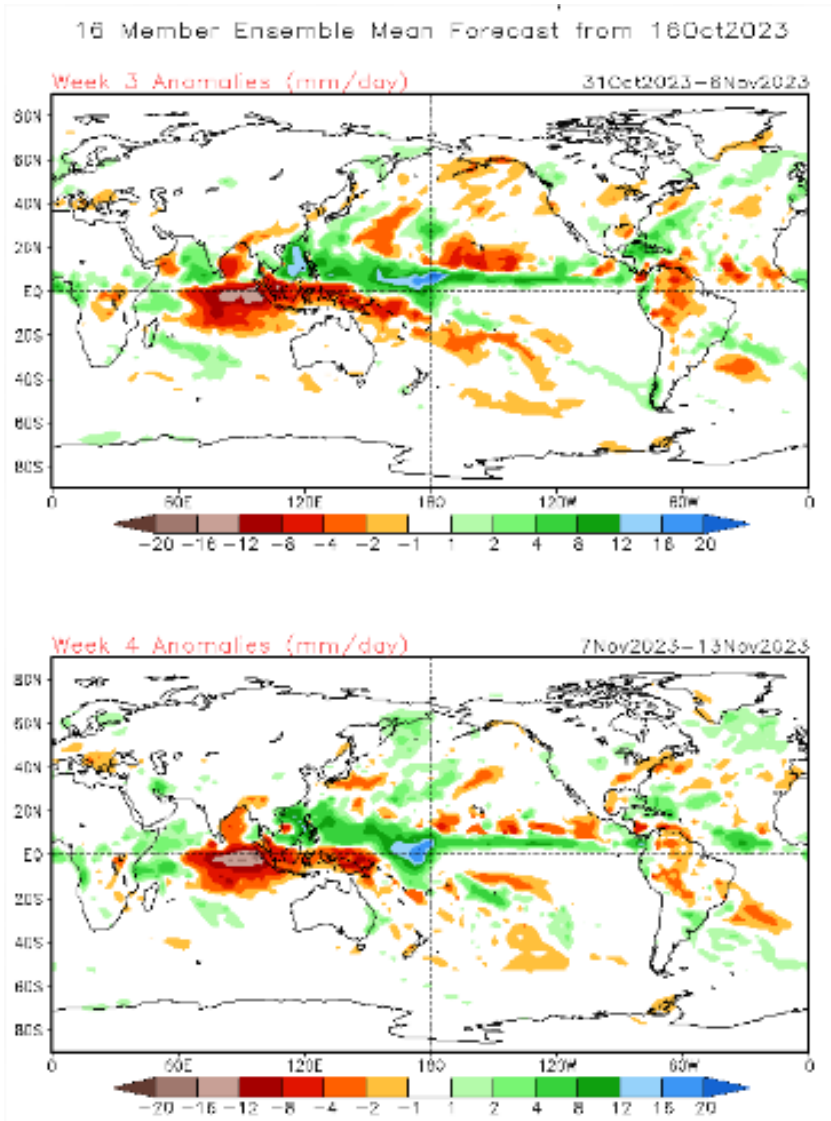 16 Member Ensemble Mean Forecast from 16Oct2023
Week 3 Anomalies (mm/day) 31Oct2023-6Nov2023
80N
60N
40N
20N
EQ
20S
40S
60S
80S
0 60E 120E 180 120W 60W 0
-20 -16 -12 -8 -4 -2 -1 1 2 4 8 12 16 20
Week 4 Anomalies (mm/day) 7Nov2023-13Nov2023
80N
60N
40N
20N
EQ
20S
40S
60S
80S
0 60E 120E 180 120W 60W 0
-20 -16 -12 -8 -4 -2 -1 1 2 4 8 12 16 20